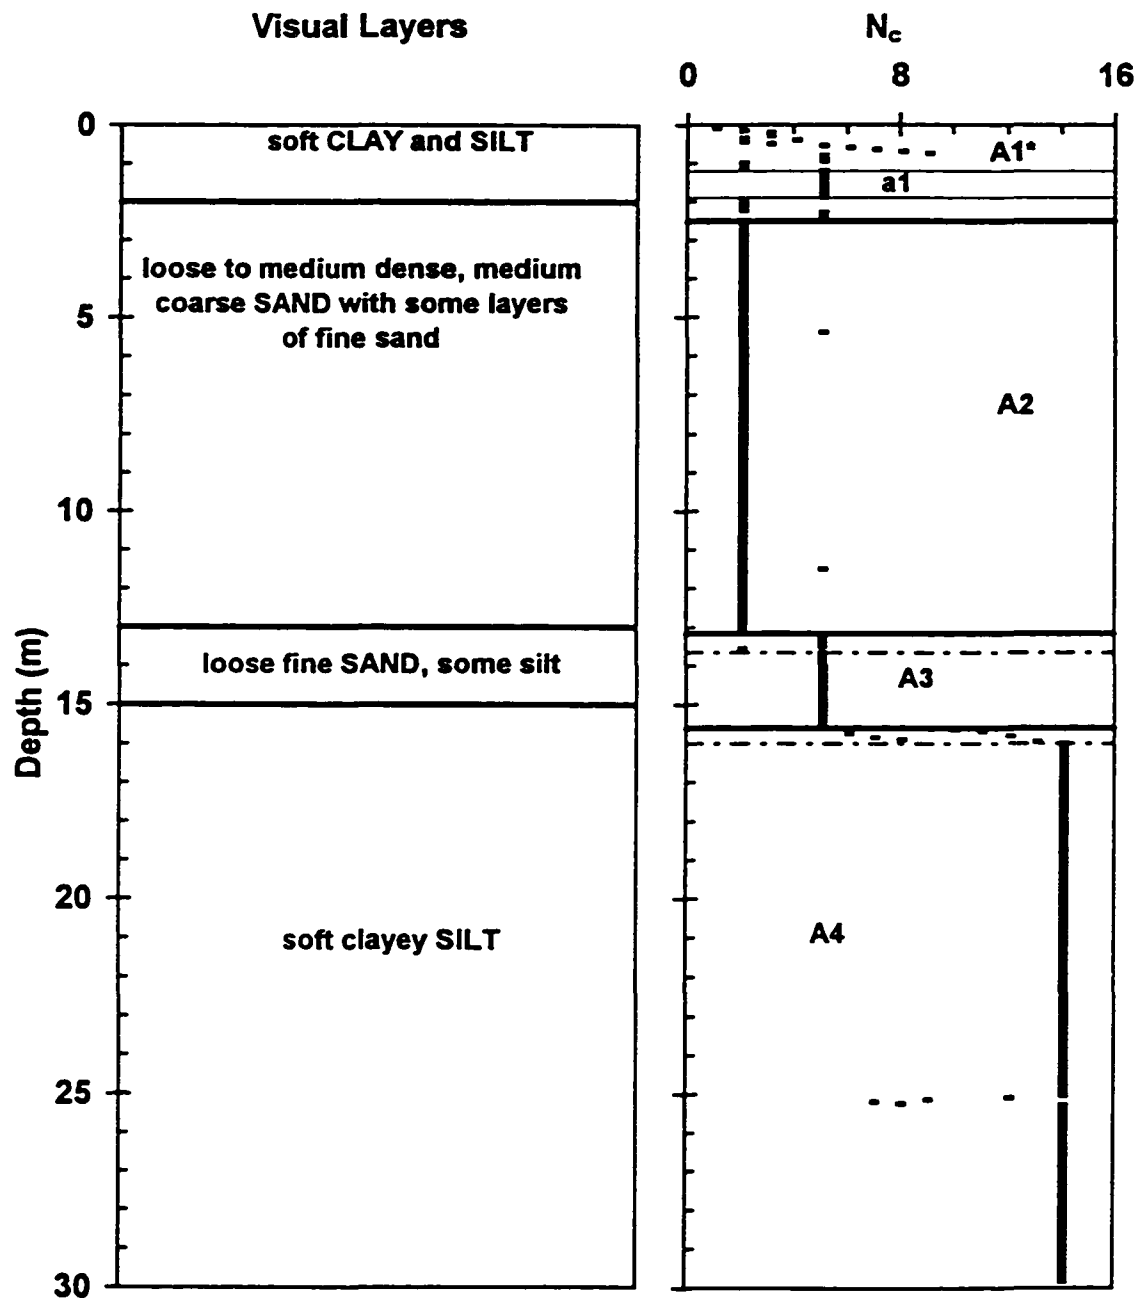 Visual Layers
N_c
0 8 16
0
soft CLAY and SILT
A1*
a1
loose to medium dense, medium
coarse SAND with some layers
of fine sand
5
A2
10
Depth (m)
loose fine SAND, some silt
A3
15
20
soft clayey SILT
A4
25
30